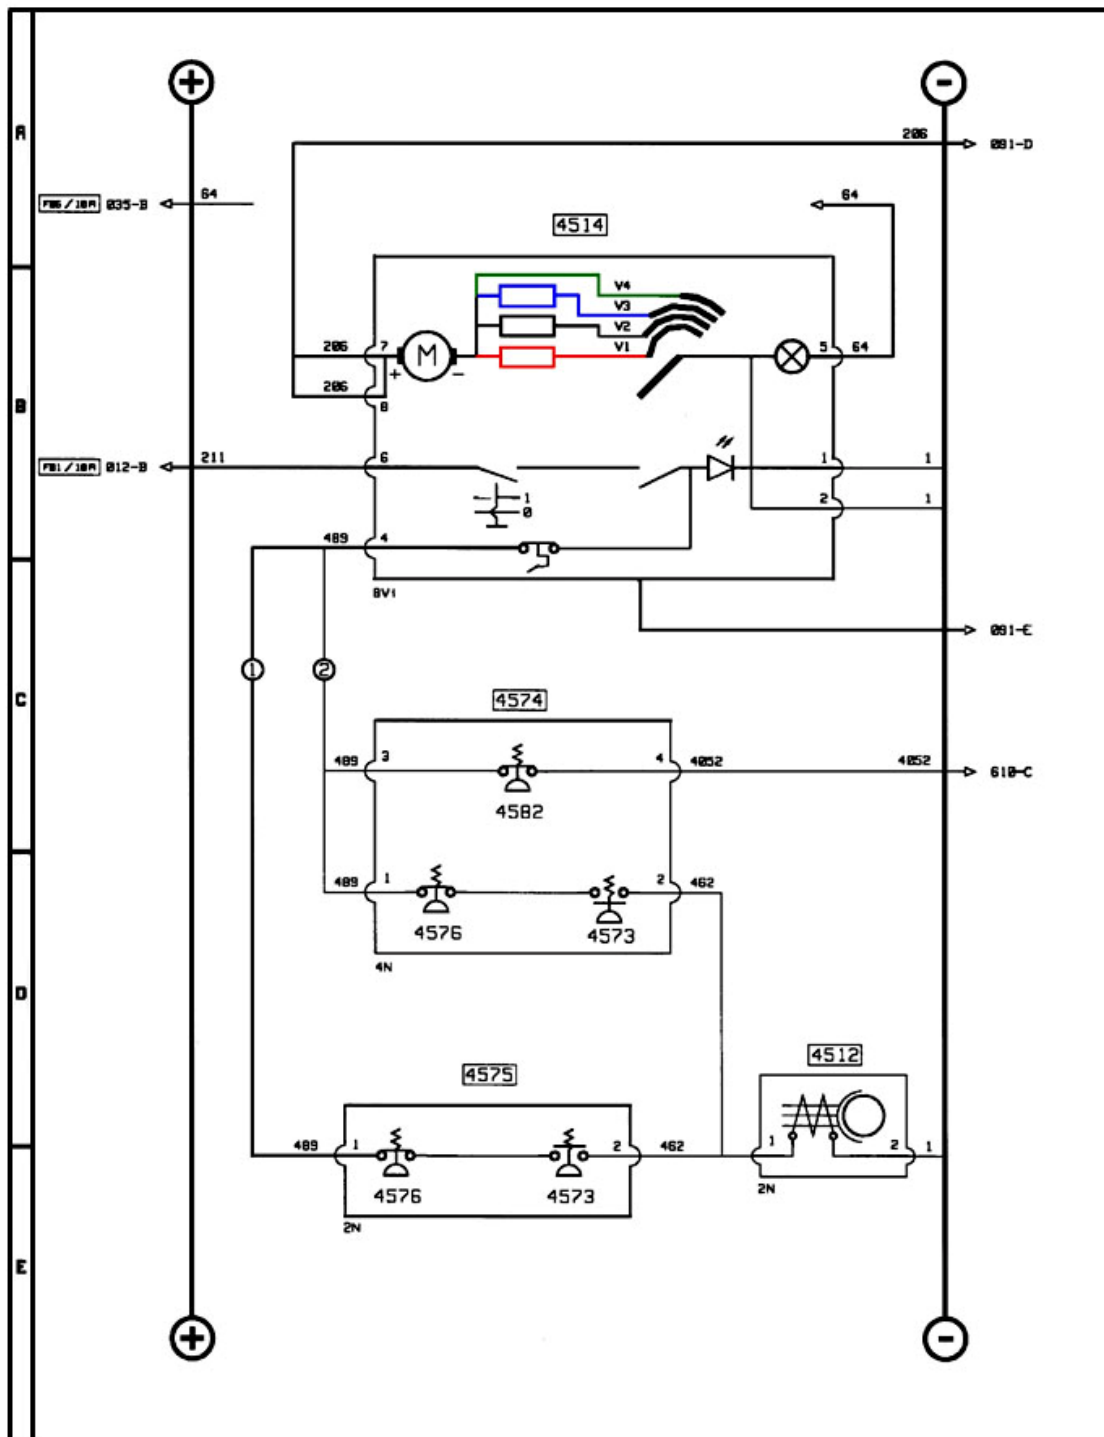 + -
A
206 081-D
FB6/10A 035-B 64 64
4514
V4
V3
V2
V1
206 7 M 5 64
+ -
206 8
B
FB1/10A 012-B 211 6 1 1
1 2 1
0
489 4
8V1
091-E
1 2
C
4574
489 3 4 4052 4052 610-C
4582
489 1 2 462
4576 4573
4N
D
4512
4575
489 1 2 462 1 2 1
4576 4573 2N
2N
E
+ -